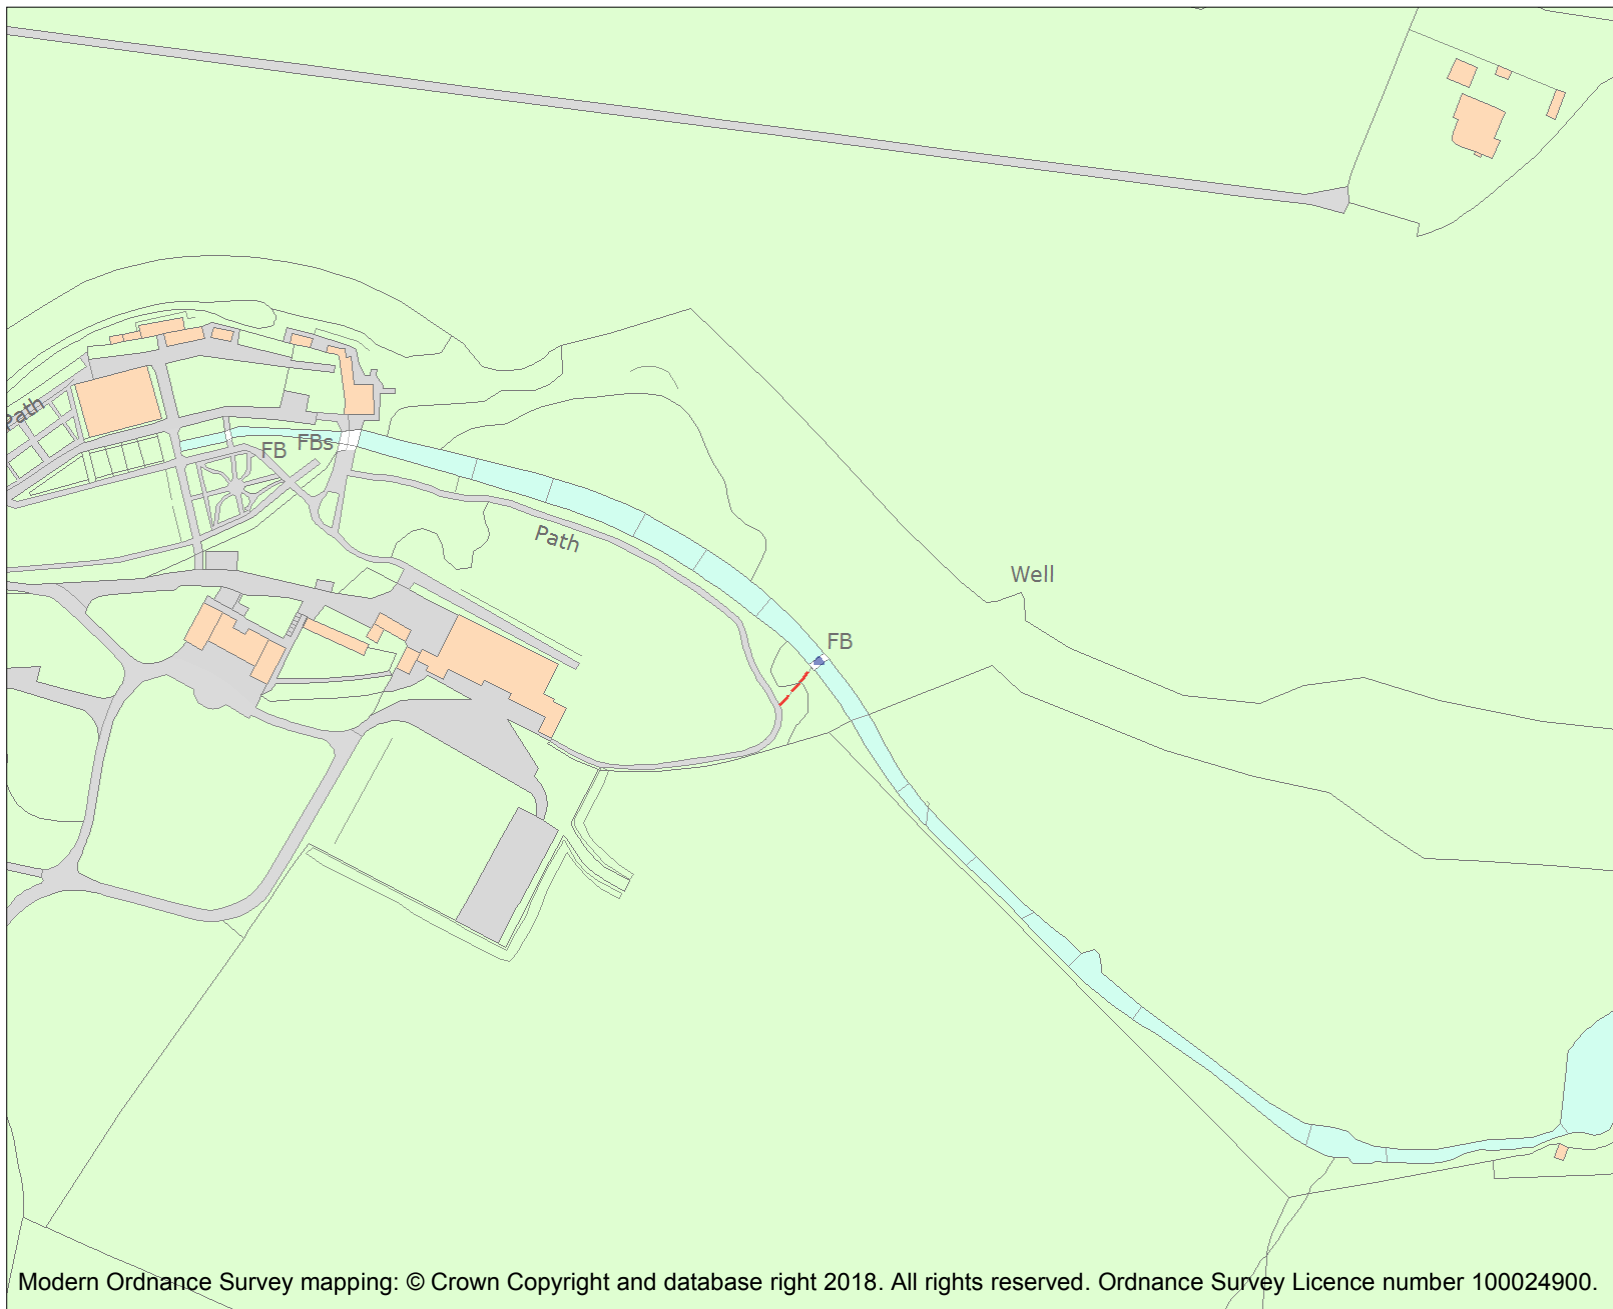 Path
FB
FBs
Path
Well
FB
Modern Ordnance Survey mapping: © Crown Copyright and database right 2018. All rights reserved. Ordnance Survey Licence number 100024900.